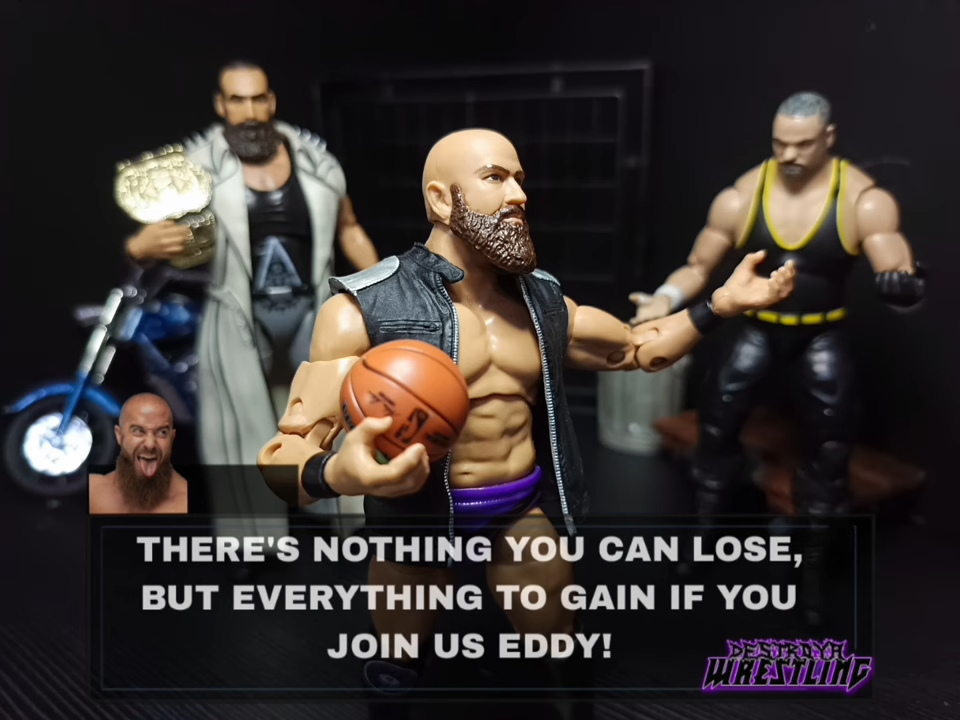 THERE'S NOTHING YOU CAN LOSE,
BUT EVERYTHING TO GAIN IF YOU
JOIN US EDDY!
DESTROYA
WRESTLING